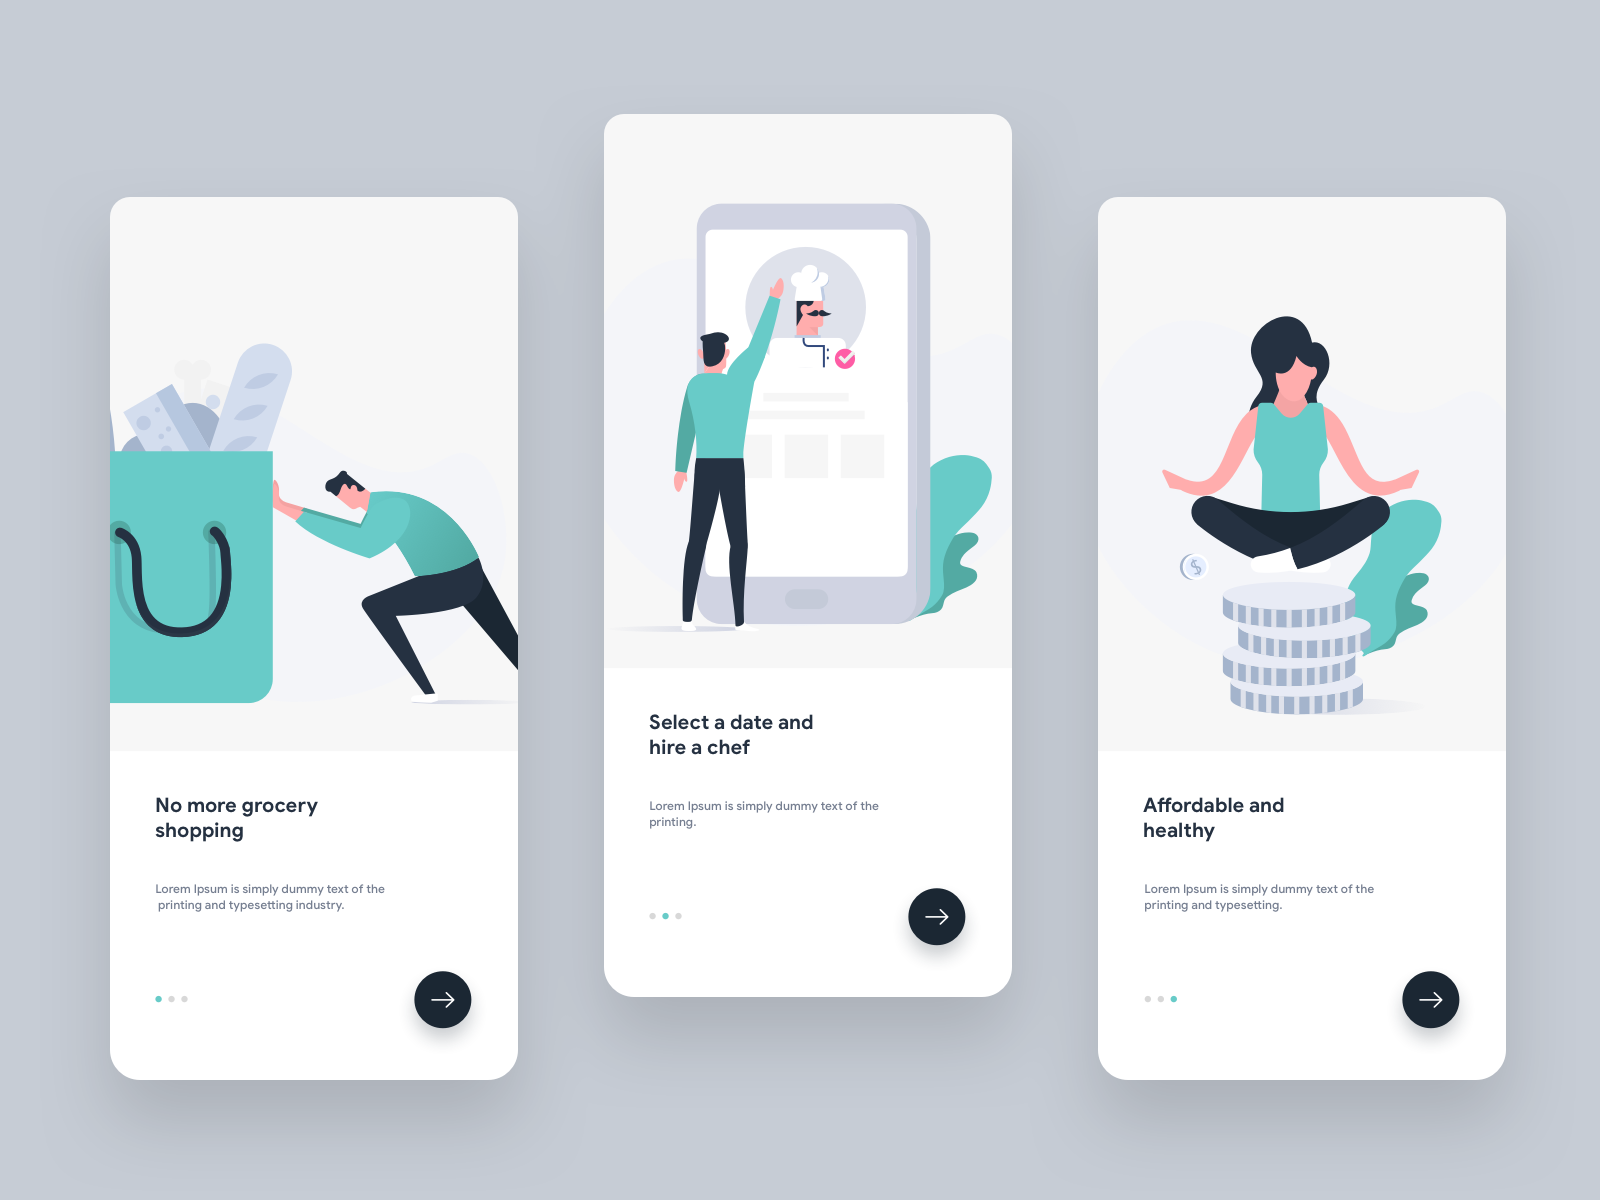 No more grocery
shopping
Lorem Ipsum is simply dummy text of the
printing and typesetting industry.
Select a date and
hire a chef
Lorem Ipsum is simply dummy text of the
printing.
$
Affordable and
healthy
Lorem Ipsum is simply dummy text of the
printing and typesetting.